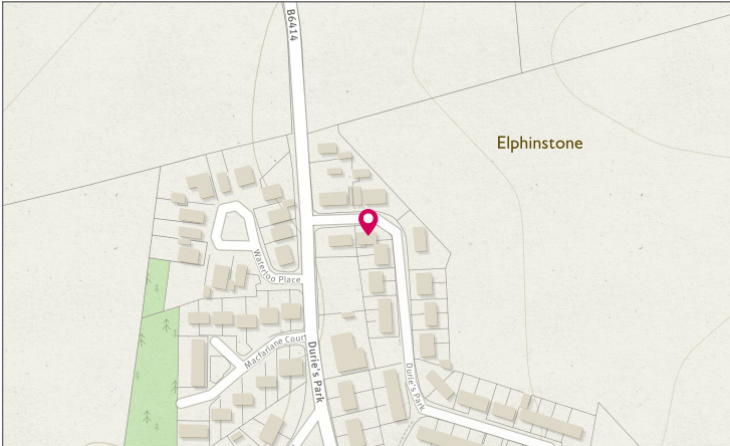 B6414
Elphinstone
Waterloo Place
Macfarlane Court
Durie's Park
Durie's Park